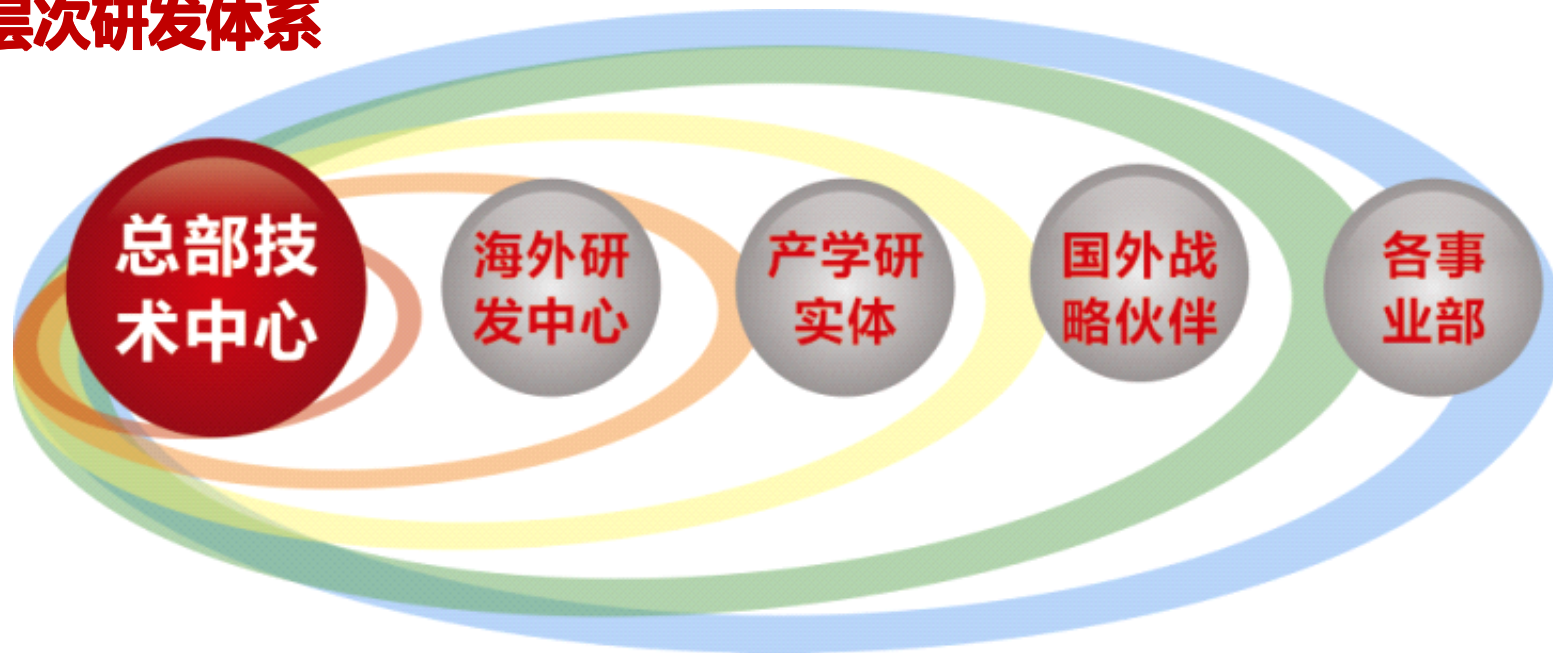 层次研发体系
总部技
术中心
海外研
发中心
产学研
实体
国外战
略伙伴
各事
业部